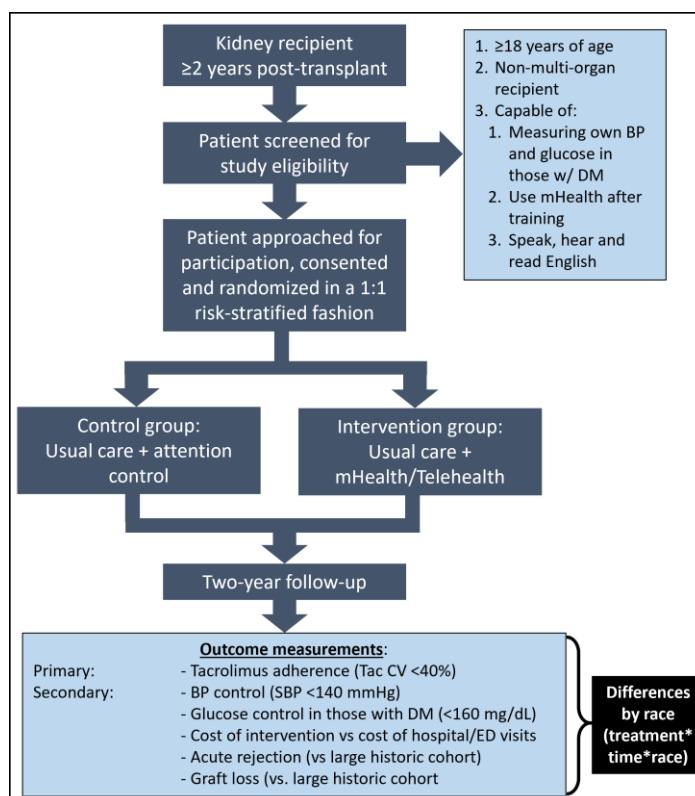 Kidney recipient
≥2 years post-transplant
Patient screened for
study eligibility
1. ≥18 years of age
2. Non-multi-organ
recipient
3. Capable of:
1. Measuring own BP
and glucose in
those w/ DM
2. Use mHealth after
training
3. Speak, hear and
read English
Patient approached for
participation, consented
and randomized in a 1:1
risk-stratified fashion
Control group:
Usual care + attention
control
Intervention group:
Usual care +
mHealth/Telehealth
Two-year follow-up
Outcome measurements:
Primary: - Tacrolimus adherence (Tac CV <40%)
Secondary: - BP control (SBP <140 mmHg)
- Glucose control in those with DM (<160 mg/dL)
- Cost of intervention vs cost of hospital/ED visits
- Acute rejection (vs large historic cohort)
- Graft loss (vs. large historic cohort
Differences
by race
(treatment*
time*race)